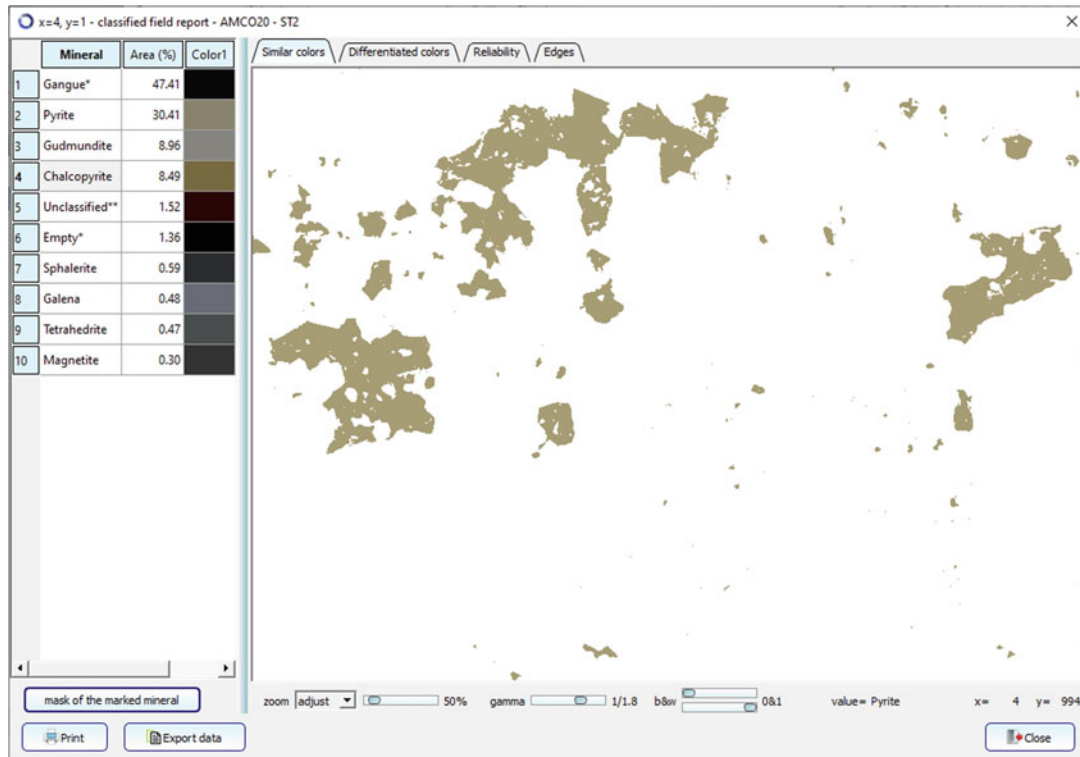 x=4, y=1 - classified field report - AMCO20 - ST2
Mineral Area (%) Color1
1 Gangue* 47.41
2 Pyrite 30.41
3 Gudmundite 8.96
4 Chalcopyrite 8.49
5 Unclassified** 1.52
6 Empty* 1.36
7 Sphalerite 0.59
8 Galena 0.48
9 Tetrahedrite 0.47
10 Magnetite 0.30
Similar colors Differentiated colors Reliability Edges
mask of the marked mineral
zoom adjust 50% gamma 1/1.8 b&w 0&1 value= Pyrite x= 4 y= 994
Print Export data Close